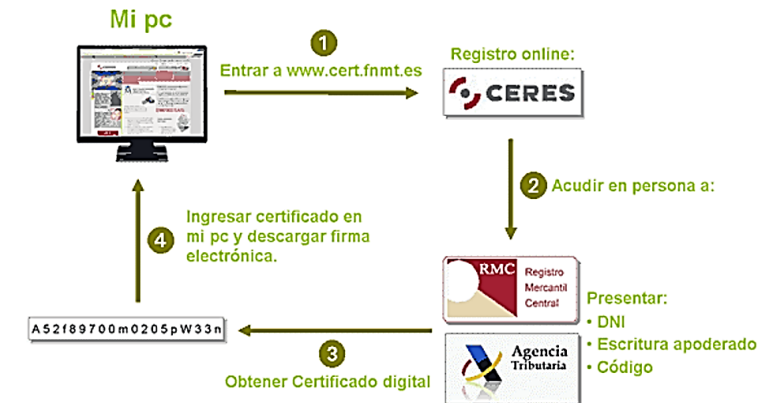 Mi pc
1
Entrar a www.cert.fnmt.es
Registro online:
CERES
2 Acudir en persona a:
RMC
Registro
Mercantil
Central
Presentar:
• DNI
• Escritura apoderado
• Código
Agencia
Tributaria
3
Obtener Certificado digital
A52f89700m0205pW33n
4
Ingresar certificado en
mi pc y descargar firma
electrónica.